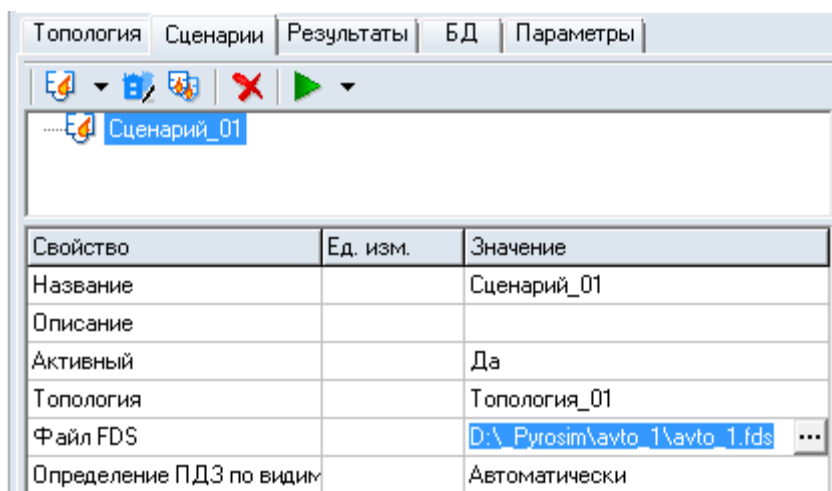 Топология Сценарии Результаты БД Параметры
Сценарий_01
Свойство Ед. изм. Значение
Название Сценарий_01
Описание
Активный Да
Топология Топология_01
Файл FDS D:\_Pyrosim\avto_1\avto_1.fds ...
Определение ПДЗ по видим Автоматически